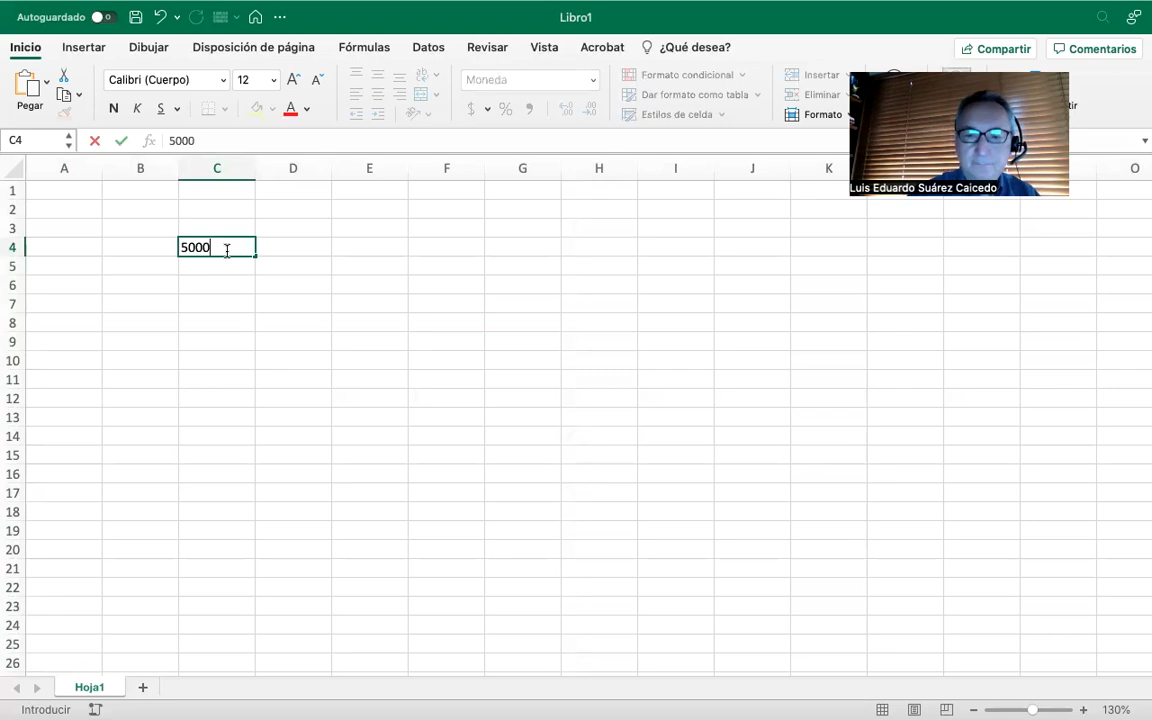 Autoguardado 0 Libro1
Inicio Insertar Dibujar Disposición de página Fórmulas Datos Revisar Vista Acrobat ¿Qué desea? Compartir Comentarios
Pegar Calibri (Cuerpo) 12 A A ab Moneda Formato condicional Insertar
N K S A $ % Dar formato como tabla Eliminar
Estilos de celda Formato
C4 fx 5000
Luis Eduardo Suárez Caicedo
A B C D E F G H I J K O
1
2
3
4 5000
5
6
7
8
9
10
11
12
13
14
15
16
17
18
19
20
21
22
23
24
25
26
Hoja1 +
Introducir 130%